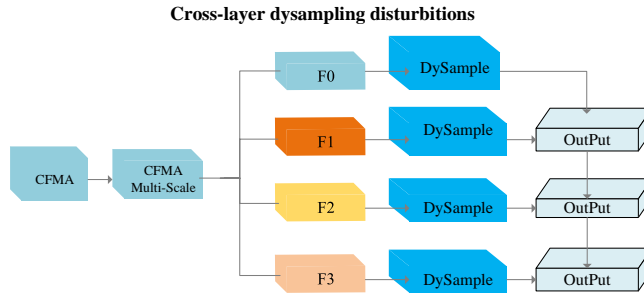 Cross-layer dysampling disturbitions
F0
DySample
F1
DySample
OutPut
CFMA
CFMA
Multi-Scale
F2
DySample
OutPut
F3
DySample
OutPut